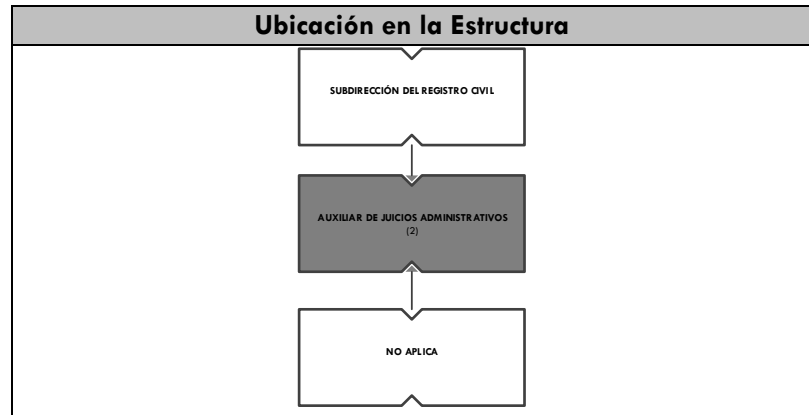 Ubicación en la Estructura
SUBDIRECCIÓN DEL REGISTRO CIVIL
AUXILIAR DE JUICIOS ADMINISTRATIVOS
(2)
NO APLICA